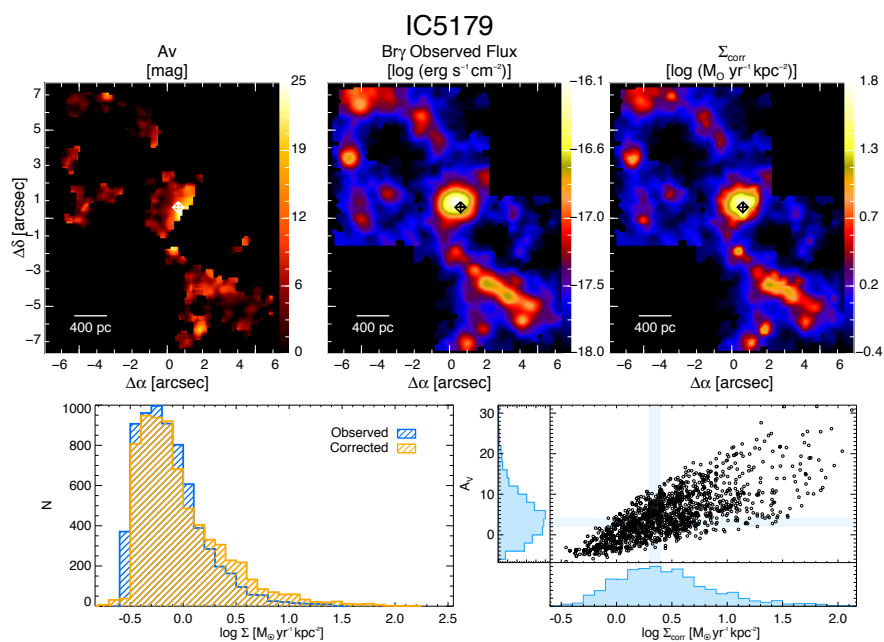 IC5179
Av
[mag]
Brγ Observed Flux
[log (erg s⁻¹ cm⁻²)]
Σcorr
[log (M⊙ yr⁻¹ kpc⁻²)]
7
5
3
1
−1
−3
−5
−7
Δδ [arcsec]
400 pc
−6 −4 −2 0 2 4 6
Δα [arcsec]
25
19
12
6
0
400 pc
−6 −4 −2 0 2 4 6
Δα [arcsec]
−16.1
−16.6
−17.0
−17.5
−18.0
400 pc
−6 −4 −2 0 2 4 6
Δα [arcsec]
1.8
1.3
0.7
0.2
−0.4
1000
800
600
400
200
0
N
Observed
Corrected
−0.5 0.0 0.5 1.0 1.5 2.0 2.5
log Σ [M⊙ yr⁻¹ kpc⁻²]
30
20
10
0
Av
−0.5 0.0 0.5 1.0 1.5 2.0
log Σcorr [M⊙ yr⁻¹ kpc⁻²]